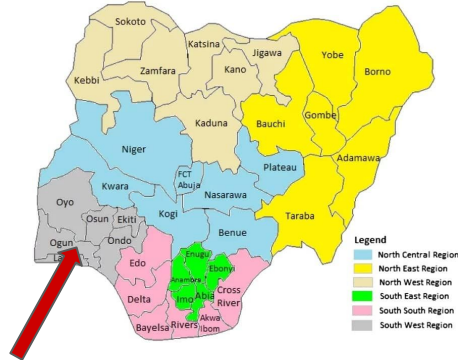 Sokoto
Katsina
Jigawa
Yobe
Borno
Kebbi
Zamfara
Kano
Kaduna
Bauchi
Gombe
Adamawa
Niger
FCT
Abuja
Plateau
Kwara
Nasarawa
Taraba
Oyo
Kogi
Benue
Osun
Ekiti
Ogun
Ondo
Edo
Enugu
Ebonyi
Anambra
Delta
Imo
Abia
Cross
River
Bayelsa
Rivers
Akwa
Ibom
Legend
North Central Region
North East Region
North West Region
South East Region
South South Region
South West Region